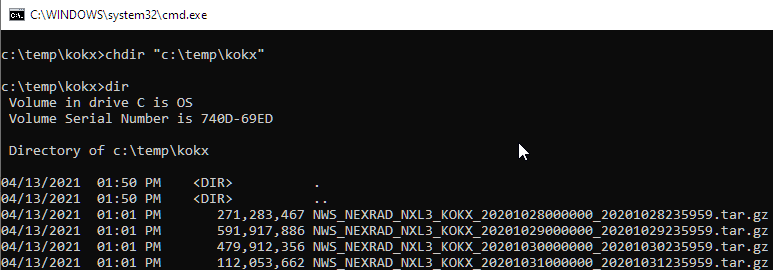 C:\WINDOWS\system32\cmd.exe
c:\temp\kokx>chdir "c:\temp\kokx"
c:\temp\kokx>dir
Volume in drive C is OS
Volume Serial Number is 740D-69ED
Directory of c:\temp\kokx
04/13/2021  01:50 PM    <DIR>          .
04/13/2021  01:50 PM    <DIR>          ..
04/13/2021  01:01 PM       271,283,467 NWS_NEXRAD_NXL3_KOKX_20201028000000_20201028235959.tar.gz
04/13/2021  01:01 PM       591,917,886 NWS_NEXRAD_NXL3_KOKX_20201029000000_20201029235959.tar.gz
04/13/2021  01:01 PM       479,912,356 NWS_NEXRAD_NXL3_KOKX_20201030000000_20201030235959.tar.gz
04/13/2021  01:01 PM       112,053,662 NWS_NEXRAD_NXL3_KOKX_20201031000000_20201031235959.tar.gz